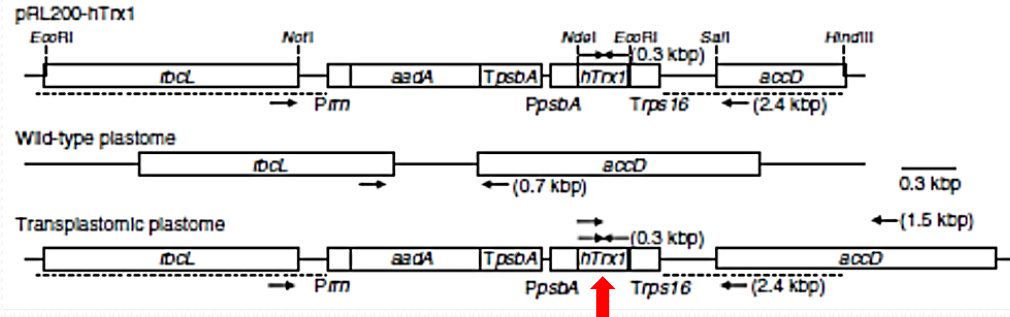 pRL200-hTrx1
EcoRI NotI NdeI EcoRI SalI HindIII
(0.3 kbp)
rbcL aadA TpsbA hTrx1 accD
Prrn PpsbA Trps16 (2.4 kbp)
Wild-type plastome
rbcL accD
(0.7 kbp) 0.3 kbp
Transplastomic plastome (1.5 kbp)
(0.3 kbp)
rbcL aadA TpsbA hTrx1 accD
Prrn PpsbA Trps16 (2.4 kbp)